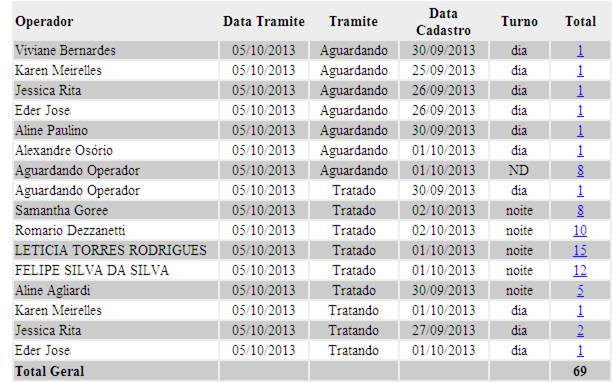 Operador Data Tramite Tramite Data Cadastro Turno Total
Viviane Bernardes 05/10/2013 Aguardando 30/09/2013 dia 1
Karen Meirelles 05/10/2013 Aguardando 25/09/2013 dia 1
Jessica Rita 05/10/2013 Aguardando 26/09/2013 dia 1
Eder Jose 05/10/2013 Aguardando 26/09/2013 dia 1
Aline Paulino 05/10/2013 Aguardando 30/09/2013 dia 1
Alexandre Osório 05/10/2013 Aguardando 01/10/2013 dia 1
Aguardando Operador 05/10/2013 Aguardando 01/10/2013 ND 8
Aguardando Operador 05/10/2013 Tratado 30/09/2013 dia 1
Samantha Goree 05/10/2013 Tratado 02/10/2013 noite 8
Romario Dezzanetti 05/10/2013 Tratado 02/10/2013 noite 10
LETICIA TORRES RODRIGUES 05/10/2013 Tratado 01/10/2013 noite 15
FELIPE SILVA DA SILVA 05/10/2013 Tratado 01/10/2013 noite 12
Aline Agliardi 05/10/2013 Tratado 30/09/2013 noite 5
Karen Meirelles 05/10/2013 Tratando 01/10/2013 dia 1
Jessica Rita 05/10/2013 Tratando 27/09/2013 dia 2
Eder Jose 05/10/2013 Tratando 01/10/2013 dia 1
Total Geral 69